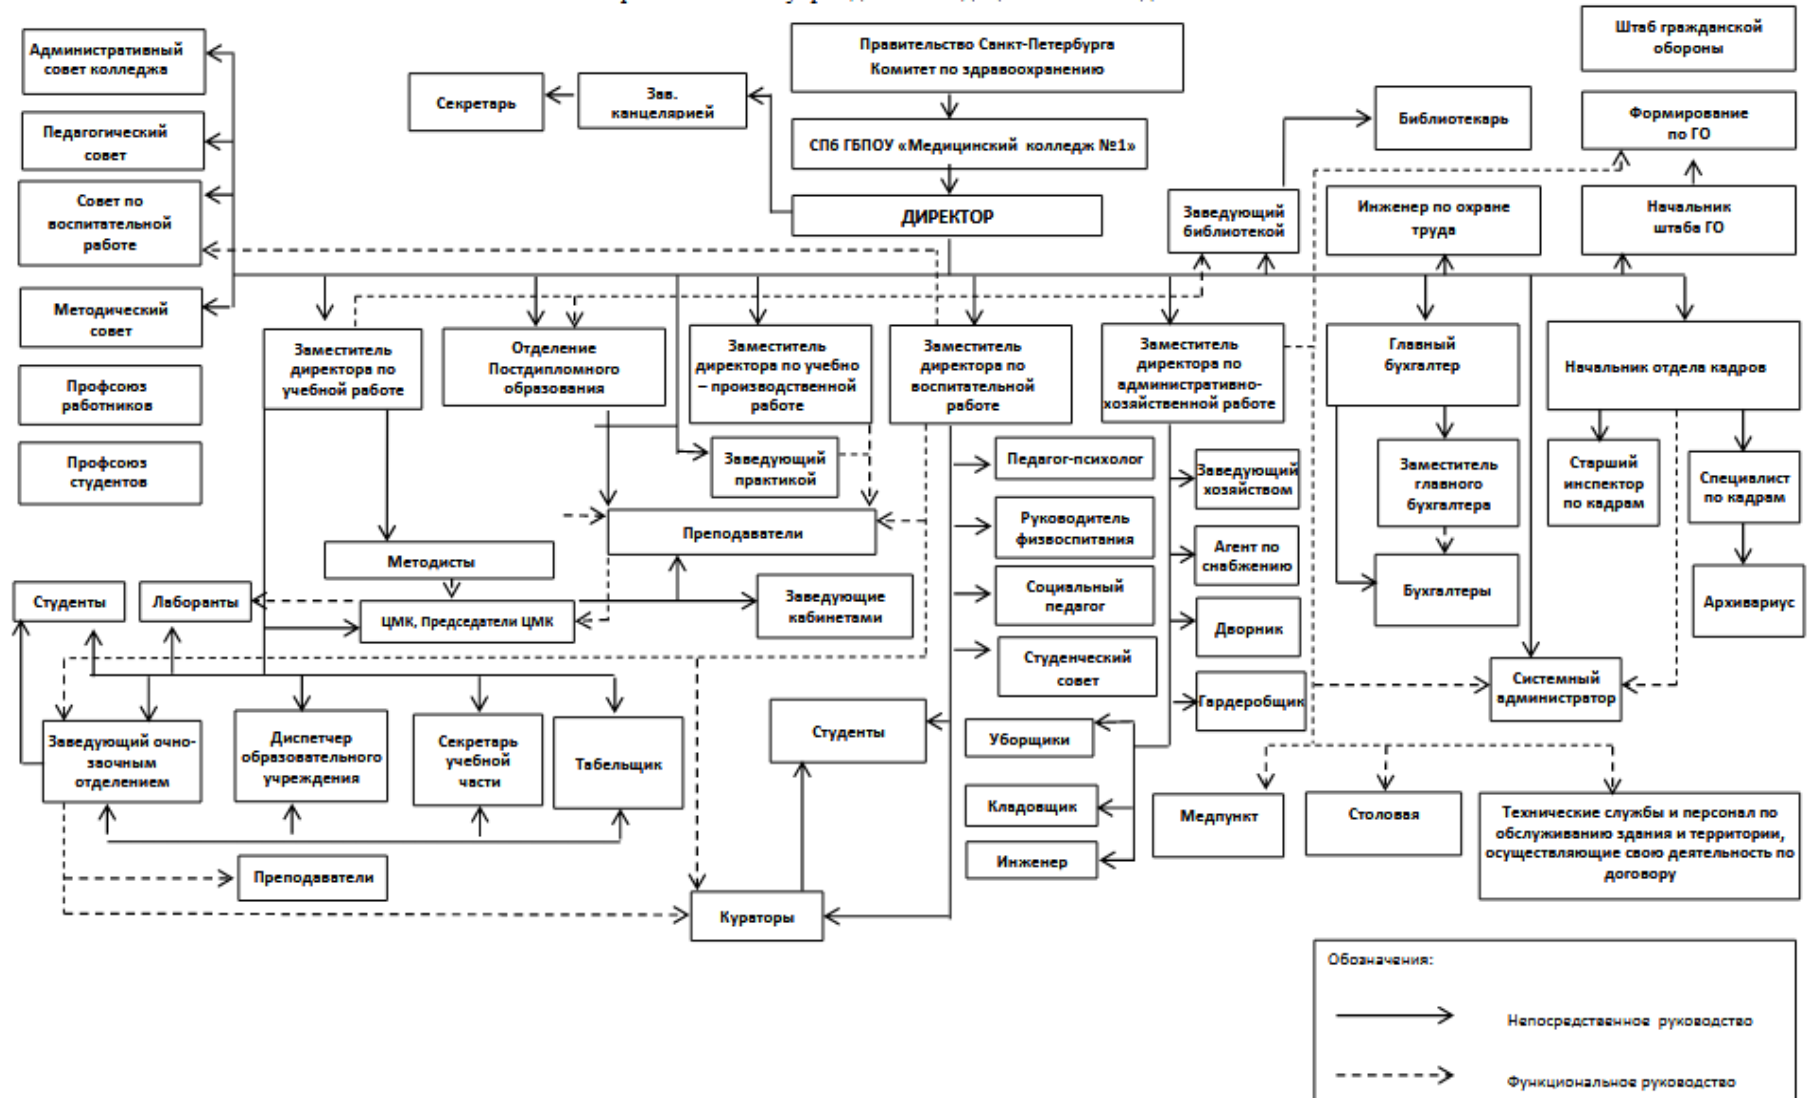 Административный
совет колледжа
Педагогический
совет
Совет по
воспитательной
работе
Методический
совет
Профсоюз
работников
Профсоюз
студентов
Секретарь
Зав.
канцелярией
Правительство Санкт-Петербурга
Комитет по здравоохранению
СПб ГБПОУ «Медицинский колледж №1»
ДИРЕКТОР
Заведующий
библиотекой
Библиотекарь
Инженер по охране
труда
Штаб гражданской
обороны
Формирование
по ГО
Начальник
штаба ГО
Заместитель
директора по
учебной работе
Отделение
Постдипломного
образования
Заместитель
директора по учебно
– производственной
работе
Заместитель
директора по
воспитательной
работе
Заместитель
директора по
административно-
хозяйственной работе
Главный
бухгалтер
Начальник отдела кадров
Заведующий
практикой
Преподаватели
Методисты
ЦМК, Председатели ЦМК
Заведующие
кабинетами
Студенты
Лаборанты
Педагог-психолог
Руководитель
физвоспитания
Социальный
педагог
Студенческий
совет
Заведующий
хозяйством
Агент по
снабжению
Дворник
Гардеробщик
Заместитель
главного
бухгалтера
Бухгалтеры
Старший
инспектор
по кадрам
Специалист
по кадрам
Архивариус
Системный
администратор
Заведующий очно-
заочным
отделением
Диспетчер
образовательного
учреждения
Секретарь
учебной
части
Табельщик
Студенты
Уборщики
Кладовщик
Инженер
Медпункт
Столовая
Технические службы и персонал по
обслуживанию здания и территории,
осуществляющие свою деятельность по
договору
Преподаватели
Кураторы
Обозначения:
Непосредственное руководство
Функциональное руководство